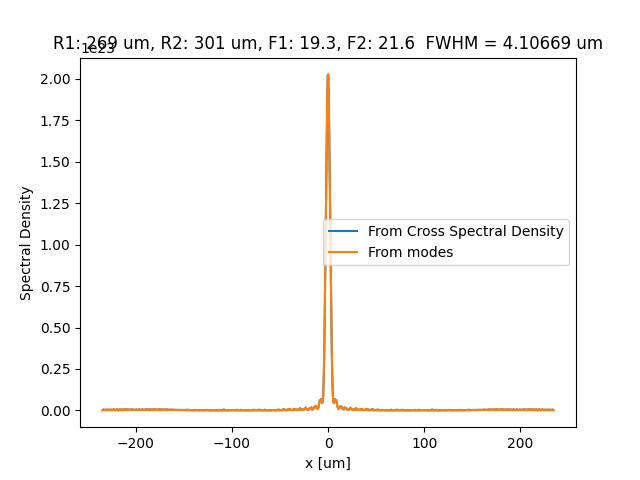 R1: 269 um, R2: 301 um, F1: 19.3, F2: 21.6  FWHM = 4.10669 um
1e23
2.00
1.75
1.50
1.25
1.00
0.75
0.50
0.25
0.00
Spectral Density
From Cross Spectral Density
From modes
−200
−100
0
100
200
x [um]